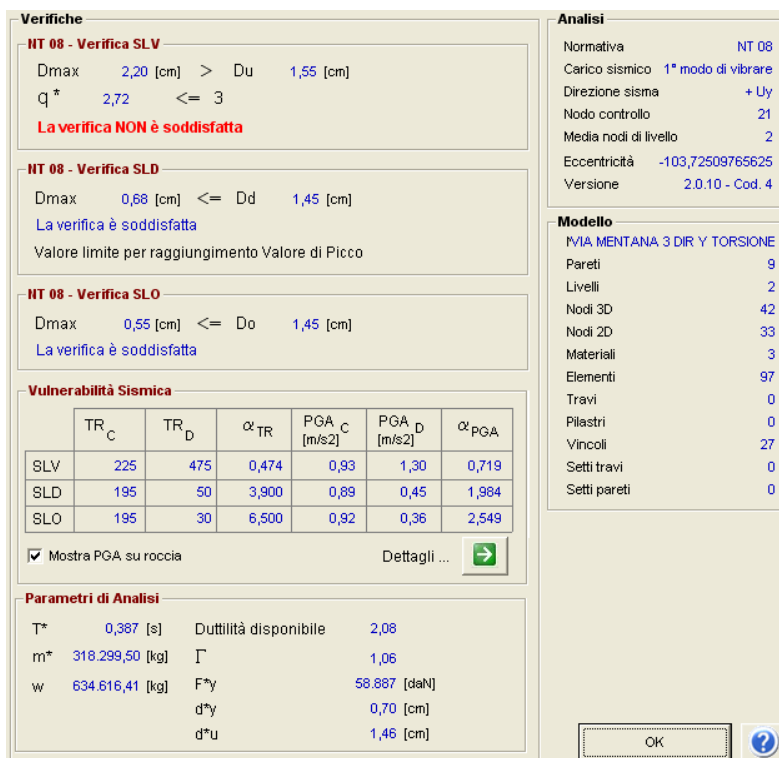 Verifiche
NT 08 - Verifica SLV
Dmax 2,20 [cm] > Du 1,55 [cm]
q* 2,72 <= 3
La verifica NON è soddisfatta
NT 08 - Verifica SLD
Dmax 0,68 [cm] <= Dd 1,45 [cm]
La verifica è soddisfatta
Valore limite per raggiungimento Valore di Picco
NT 08 - Verifica SLO
Dmax 0,55 [cm] <= Do 1,45 [cm]
La verifica è soddisfatta
Vulnerabilità Sismica
TR C TR D α TR PGA C [m/s2] PGA D [m/s2] α PGA
SLV 225 475 0,474 0,93 1,30 0,719
SLD 195 50 3,900 0,89 0,45 1,984
SLO 195 30 6,500 0,92 0,36 2,549
Mostra PGA su roccia Dettagli ...
Parametri di Analisi
T* 0,387 [s] Duttilità disponibile 2,08
m* 318.299,50 [kg] Γ 1,06
w 634.616,41 [kg] F*y 58.887 [daN]
d*y 0,70 [cm]
d*u 1,46 [cm]
Analisi
Normativa NT 08
Carico sismico 1° modo di vibrare
Direzione sisma + Uy
Nodo controllo 21
Media nodi di livello 2
Eccentricità -103,72509765625
Versione 2.0.10 - Cod. 4
Modello
VIA MENTANA 3 DIR Y TORSIONE
Pareti 9
Livelli 2
Nodi 3D 42
Nodi 2D 33
Materiali 3
Elementi 97
Travi 0
Pilastri 0
Vincoli 27
Setti travi 0
Setti pareti 0
OK ?